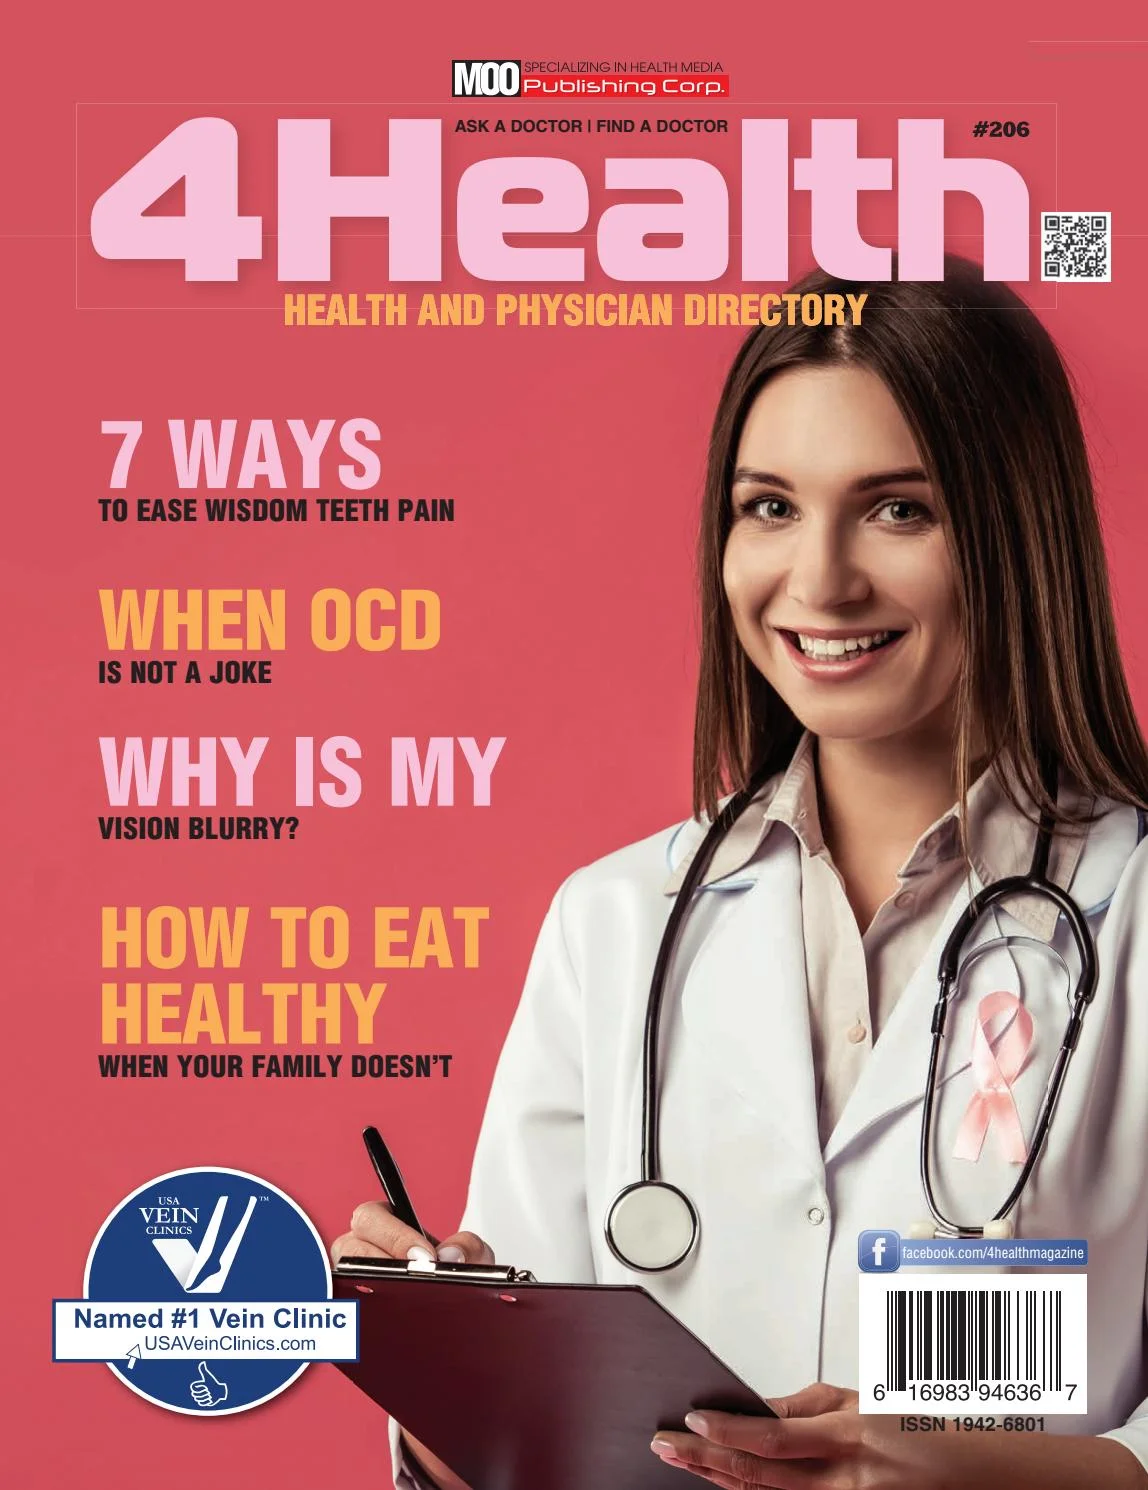 MOO SPECIALIZING IN HEALTH MEDIA
Publishing Corp.
ASK A DOCTOR | FIND A DOCTOR
#206
4Health
HEALTH AND PHYSICIAN DIRECTORY
7 WAYS
TO EASE WISDOM TEETH PAIN
WHEN OCD
IS NOT A JOKE
WHY IS MY
VISION BLURRY?
HOW TO EAT
HEALTHY
WHEN YOUR FAMILY DOESN'T
USA
VEIN
CLINICS
™
Named #1 Vein Clinic
USAVeinClinics.com
f facebook.com/4healthmagazine
6 16983 94636 7
ISSN 1942-6801